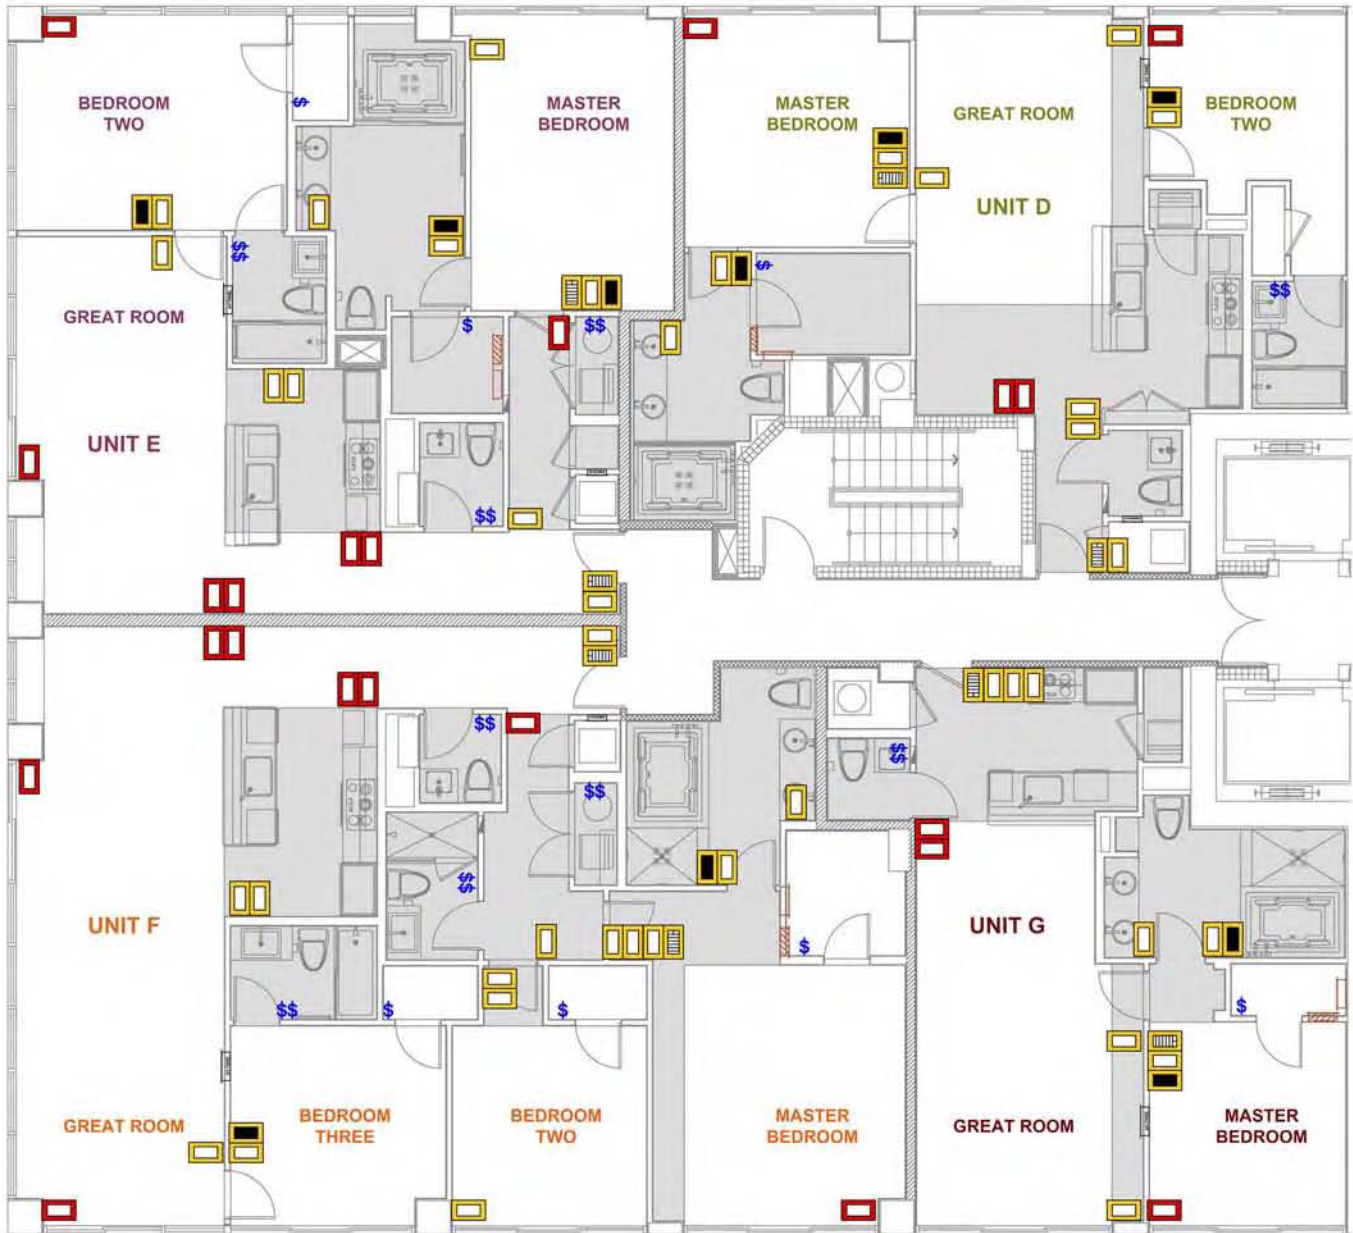 BEDROOM
TWO
MASTER
BEDROOM
MASTER
BEDROOM
GREAT ROOM
BEDROOM
TWO
$
UNIT D
$$
GREAT ROOM
$
$$
$
$$
UNIT E
$$
$$
$$
$$
$$
UNIT F
UNIT G
$
$$
$
$
$
GREAT ROOM
BEDROOM
THREE
BEDROOM
TWO
MASTER
BEDROOM
GREAT ROOM
MASTER
BEDROOM